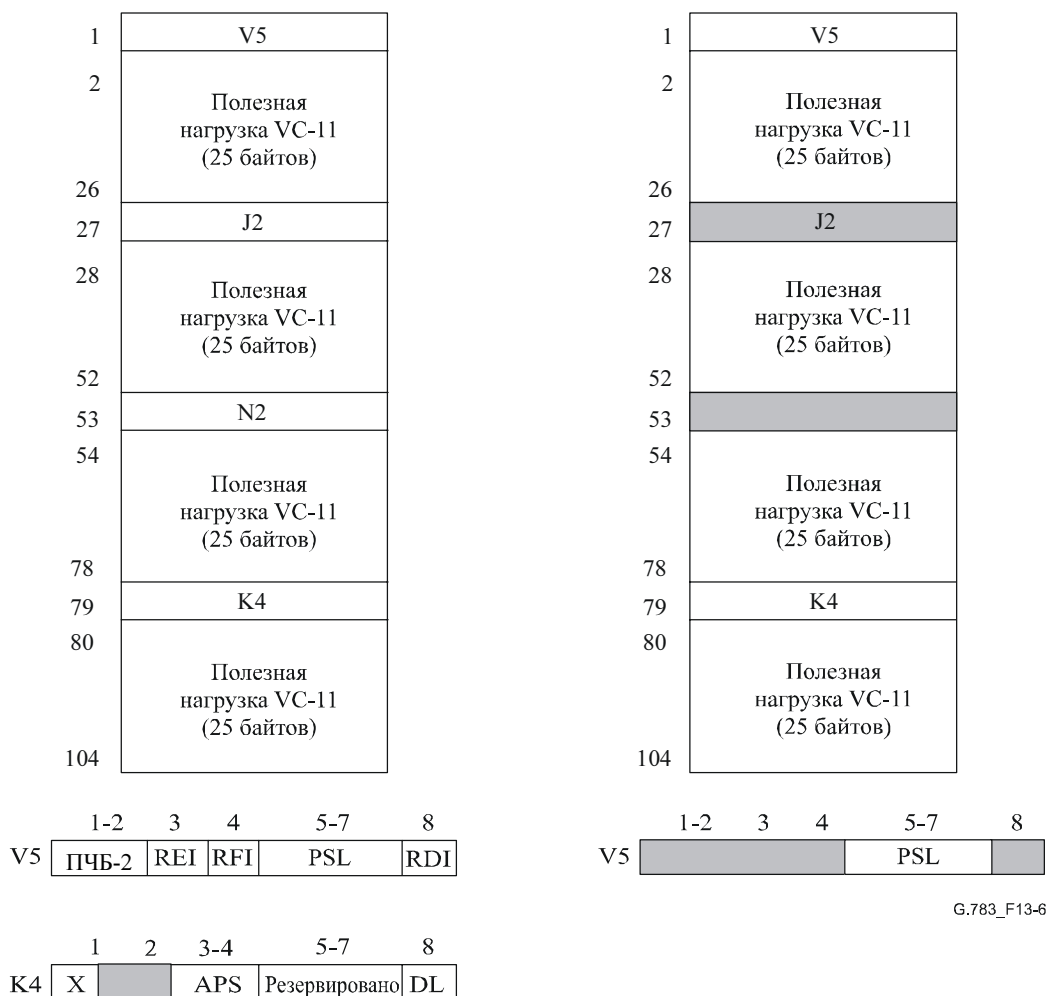 1
V5
2
Полезная
нагрузка VC-11
(25 байтов)
26
27
J2
28
Полезная
нагрузка VC-11
(25 байтов)
52
53
N2
54
Полезная
нагрузка VC-11
(25 байтов)
78
79
K4
80
Полезная
нагрузка VC-11
(25 байтов)
104
1-2 3 4 5-7 8
V5 ПЧБ-2 REI RFI PSL RDI
1 2 3-4 5-7 8
K4 X APS Резервировано DL
1
V5
2
Полезная
нагрузка VC-11
(25 байтов)
26
27
J2
28
Полезная
нагрузка VC-11
(25 байтов)
52
53
54
Полезная
нагрузка VC-11
(25 байтов)
78
79
K4
80
Полезная
нагрузка VC-11
(25 байтов)
104
1-2 3 4 5-7 8
V5 PSL
G.783_F13-6